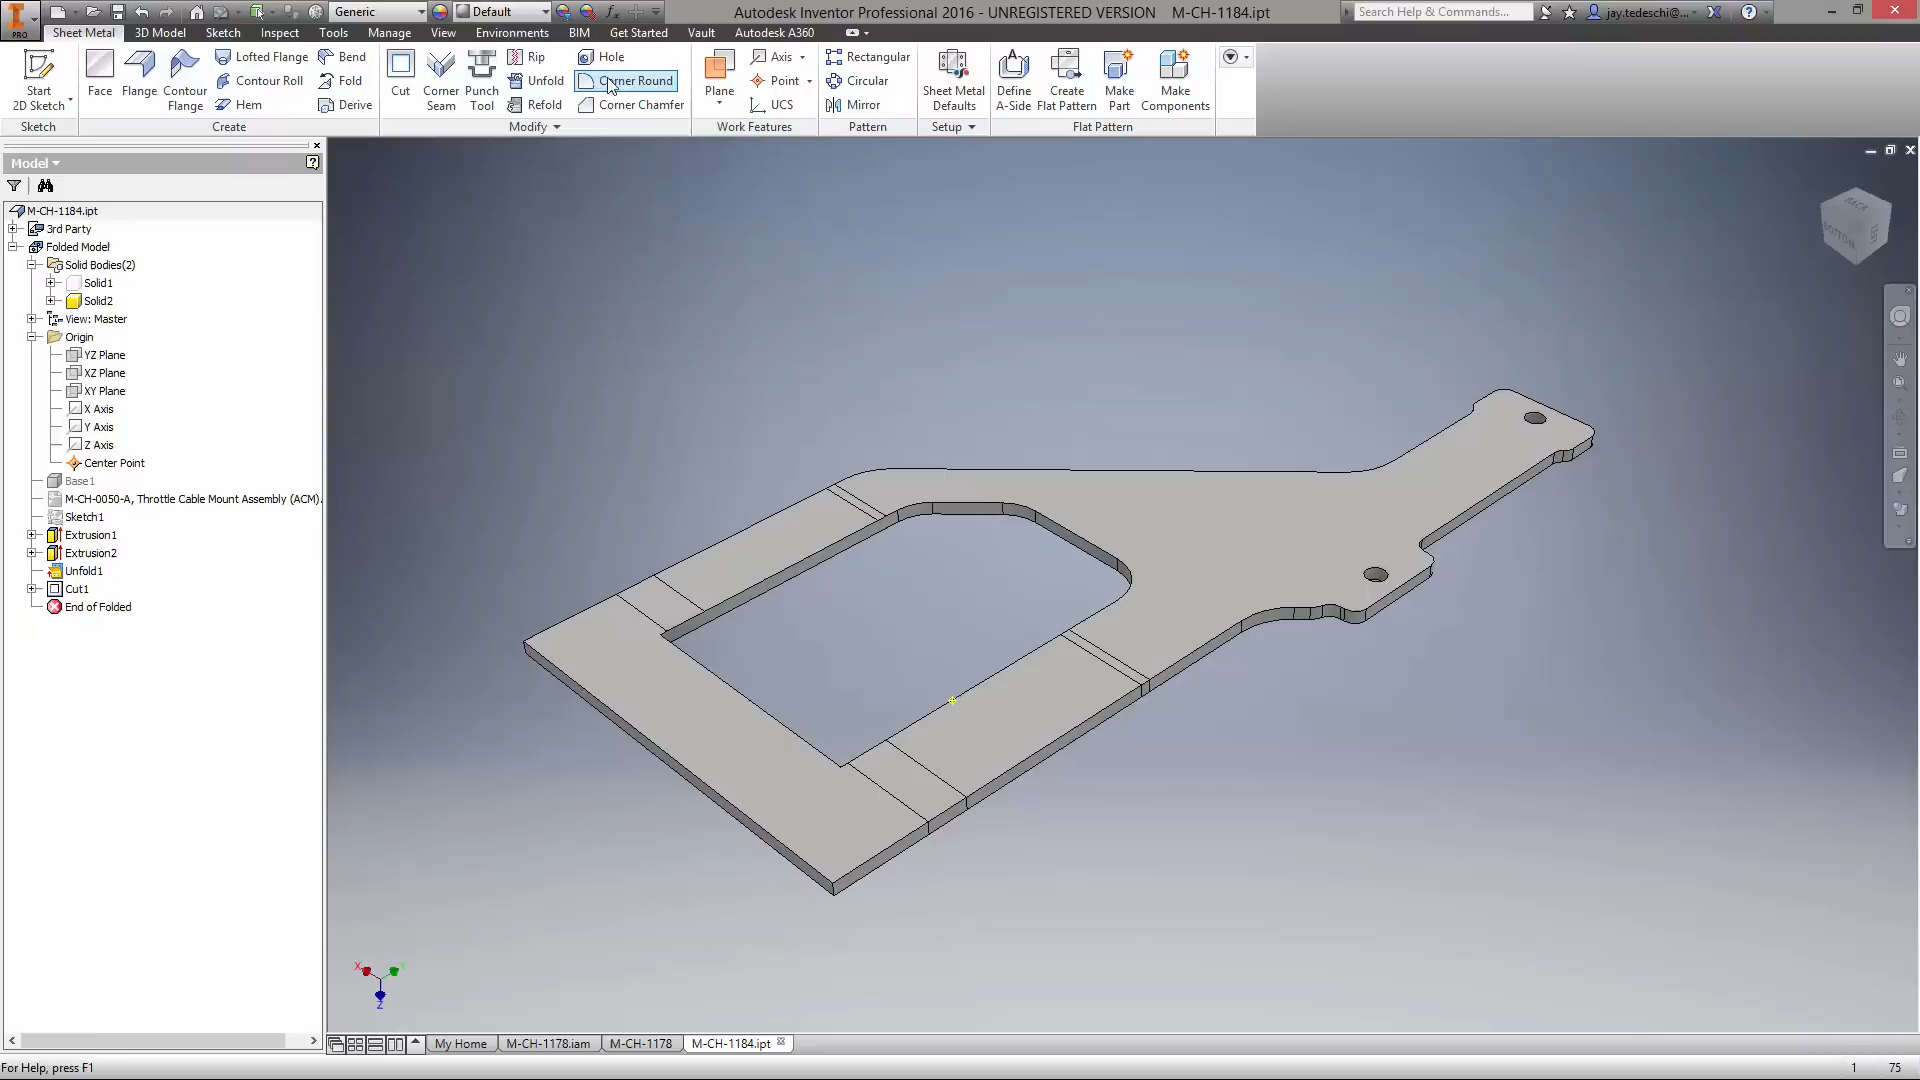 Generic
Default
fx
Autodesk Inventor Professional 2016 - UNREGISTERED VERSION M-CH-1184.ipt
Search Help & Commands...
jay.tedeschi@...
PRO
Sheet Metal
3D Model
Sketch
Inspect
Tools
Manage
View
Environments
BIM
Get Started
Vault
Autodesk A360
Start
2D Sketch
Face
Flange
Contour
Flange
Lofted Flange
Contour Roll
Hem
Bend
Fold
Derive
Cut
Corner
Seam
Punch
Tool
Rip
Unfold
Refold
Hole
Corner Round
Corner Chamfer
Plane
Axis
Point
UCS
Rectangular
Circular
Mirror
Sheet Metal
Defaults
Define
A-Side
Create
Flat Pattern
Make
Part
Make
Components
Sketch
Create
Modify
Work Features
Pattern
Setup
Flat Pattern
Model
M-CH-1184.ipt
3rd Party
Folded Model
Solid Bodies(2)
Solid1
Solid2
View: Master
Origin
YZ Plane
XZ Plane
XY Plane
X Axis
Y Axis
Z Axis
Center Point
Base1
M-CH-0050-A, Throttle Cable Mount Assembly (ACM).
Sketch1
Extrusion1
Extrusion2
Unfold1
Cut1
End of Folded
BACK
BOTTOM
X
Y
Z
My Home
M-CH-1178.iam
M-CH-1178
M-CH-1184.ipt
For Help, press F1
1
75